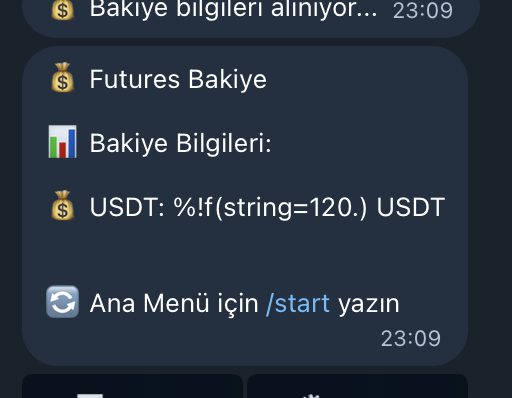 💰 Bakiye bilgileri alınıyor... 23:09
💰 Futures Bakiye
📊 Bakiye Bilgileri:
💰 USDT: %!f(string=120.) USDT
🔄 Ana Menü için /start yazın
23:09